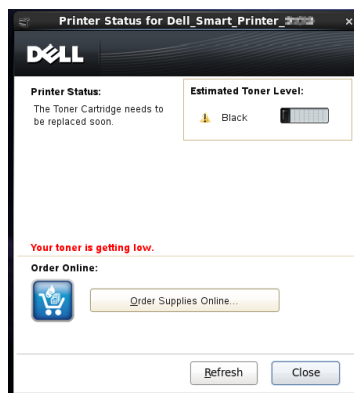 Printer Status for Dell_Smart_Printer_
DELL
Printer Status:
The Toner Cartridge needs to
be replaced soon.
Estimated Toner Level:
Black
Your toner is getting low.
Order Online:
Order Supplies Online...
Refresh
Close